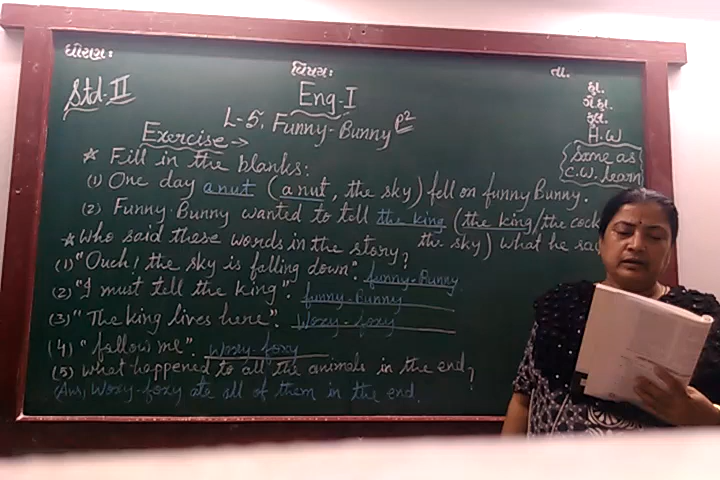 ધોરણઃ
વિષયઃ
તા.
Std-II
Eng-I
હા.
ગે.હા.
કુલ.
L-5, Funny-Bunny P2
H.W
Same as
C.W. learn
Exercise →
★ Fill in the blanks:
(1) One day a nut (a nut, the sky) fell on funny Bunny.
(2) Funny-Bunny wanted to tell the king (the king/the cock
the sky) what he sa
★ Who said these words in the story?
(1) "Ouch! the sky is falling down". funny-Bunny.
(2) "I must tell the king". funny-Bunny
(3) "The king lives here". Woxy-foxy
(4) "follow me". Woxy-foxy
(5) What happened to all the animals in the end?
Ans, Woxy-foxy ate all of them in the end.